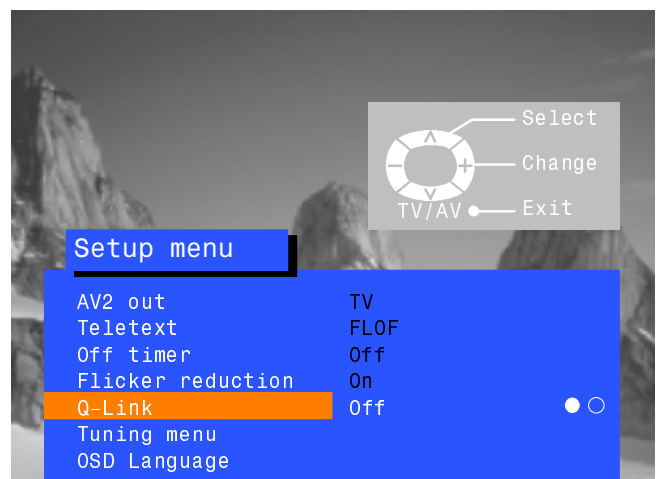 Select
Change
TV/AV Exit
Setup menu
AV2 out TV
Teletext FLOF
Off timer Off
Flicker reduction On
Q-Link Off
Tuning menu
OSD Language